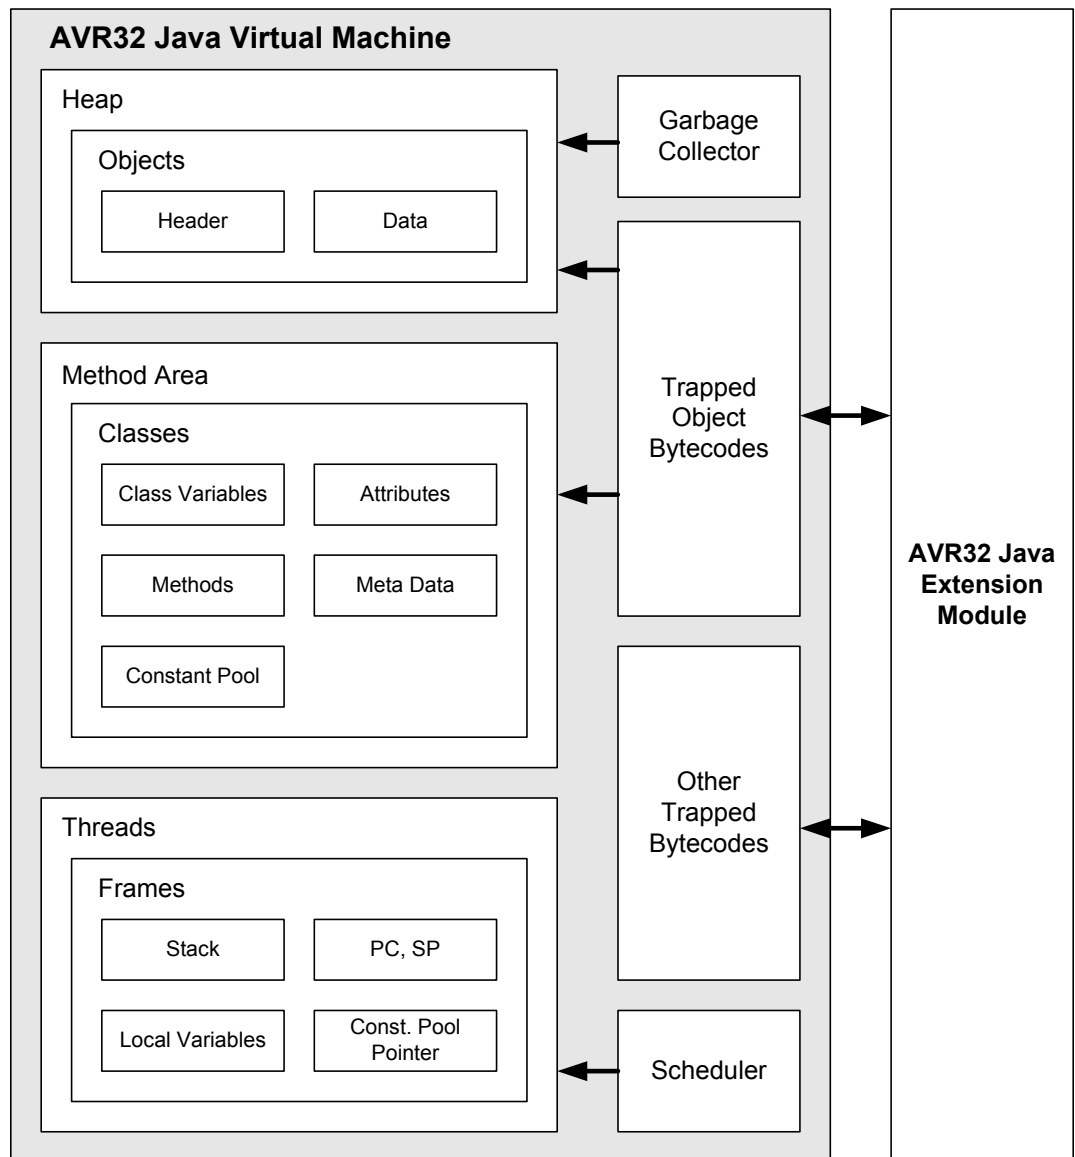 AVR32 Java Virtual Machine
Heap
Objects
Header
Data
Garbage
Collector
Method Area
Classes
Class Variables
Attributes
Methods
Meta Data
Constant Pool
Trapped
Object
Bytecodes
Threads
Frames
Stack
PC, SP
Local Variables
Const. Pool
Pointer
Other
Trapped
Bytecodes
Scheduler
AVR32 Java
Extension
Module